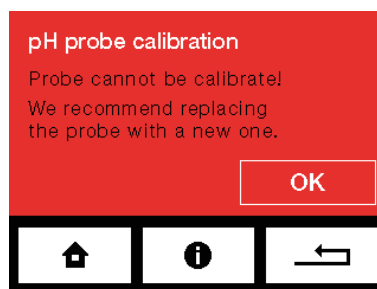 pH probe calibration
Probe cannot be calibrate!
We recommend replacing
the probe with a new one.
OK